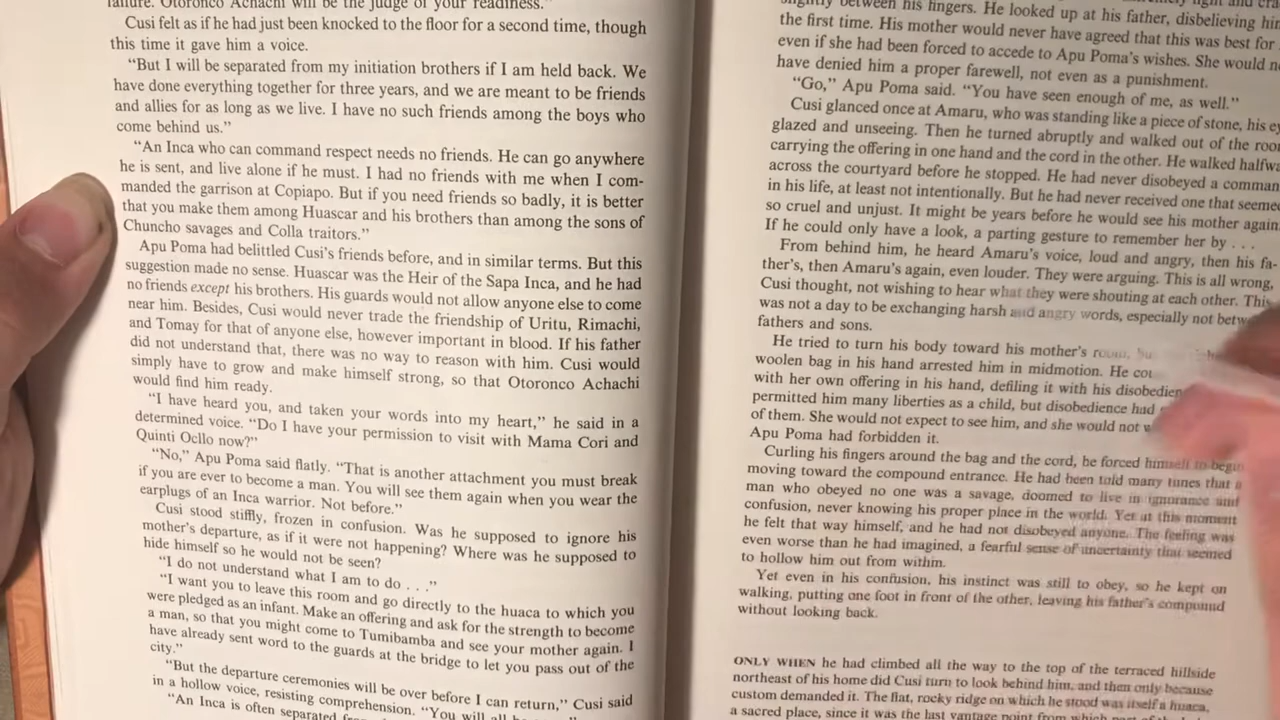 failure. Otoronco Achachi will be the judge of your readiness."
Cusi felt as if he had just been knocked to the floor for a second time, though
this time it gave him a voice.
"But I will be separated from my initiation brothers if I am held back. We
have done everything together for three years, and we are meant to be friends
and allies for as long as we live. I have no such friends among the boys who
come behind us."
"An Inca who can command respect needs no friends. He can go anywhere
he is sent, and live alone if he must. I had no friends with me when I com-
manded the garrison at Copiapo. But if you need friends so badly, it is better
that you make them among Huascar and his brothers than among the sons of
Chuncho savages and Colla traitors."
Apu Poma had belittled Cusi's friends before, and in similar terms. But this
suggestion made no sense. Huascar was the Heir of the Sapa Inca, and he had
no friends except his brothers. His guards would not allow anyone else to come
near him. Besides, Cusi would never trade the friendship of Uritu, Rimachi,
and Tomay for that of anyone else, however important in blood. If his father
did not understand that, there was no way to reason with him. Cusi would
simply have to grow and make himself strong, so that Otoronco Achachi
would find him ready.
"I have heard you, and taken your words into my heart," he said in a
determined voice. "Do I have your permission to visit with Mama Cori and
Quinti Ocllo now?"
"No," Apu Poma said flatly. "That is another attachment you must break
if you are ever to become a man. You will see them again when you wear the
earplugs of an Inca warrior. Not before."
Cusi stood stiffly, frozen in confusion. Was he supposed to ignore his
mother's departure, as if it were not happening? Where was he supposed to
hide himself so he would not be seen?
"I do not understand what I am to do . . ."
"I want you to leave this room and go directly to the huaca to which you
were pledged as an infant. Make an offering and ask for the strength to become
a man, so that you might come to Tumibamba and see your mother again. I
have already sent word to the guards at the bridge to let you pass out of the
city."
"But the departure ceremonies will be over before I can return," Cusi said
in a hollow voice, resisting comprehension. "You will all
"An Inca is often separated
slightly between his fingers. He looked up at his father, disbelieving
the first time. His mother would never have agreed that this was best for
even if she had been forced to accede to Apu Poma's wishes. She would
have denied him a proper farewell, not even as a punishment.
"Go," Apu Poma said. "You have seen enough of me, as well."
Cusi glanced once at Amaru, who was standing like a piece of stone, his
glazed and unseeing. Then he turned abruptly and walked out of the
carrying the offering in one hand and the cord in the other. He walked
across the courtyard before he stopped. He had never disobeyed a
in his life, at least not intentionally. But he had never received one that seemed
so cruel and unjust. It might be years before he would see his mother again.
If he could only have a look, a parting gesture to remember her by . . .
From behind him, he heard Amaru's voice, loud and angry, then his fa-
ther's, then Amaru's again, even louder. They were arguing. This is all wrong,
Cusi thought, not wishing to hear what they were shouting at each other. This
was not a day to be exchanging harsh and angry words, especially not
fathers and sons.
He tried to turn his body toward his mother's room,
woolen bag in his hand arrested him in midmotion. He
with her own offering in his hand, defiling it with his
permitted him many liberties as a child, but disobedience had
of them. She would not expect to see him, and she would not
Apu Poma had forbidden it.
Curling his fingers around the bag and the cord, he forced himself to begin
moving toward the compound entrance. He had been told many times that a
man who obeyed no one was a savage, doomed to live in ignorance and
confusion, never knowing his proper place in the world. Yet at this moment
he felt that way himself, and he had not disobeyed anyone. The feeling was
even worse than he had imagined, a fearful sense of uncertainty that seemed
to hollow him out from within.
Yet even in his confusion, his instinct was still to obey, so he kept on
walking, putting one foot in front of the other, leaving his father's compound
without looking back.
ONLY WHEN he had climbed all the way to the top of the terraced hillside
northeast of his home did Cusi turn to look behind him, and then only because
custom demanded it. The flat, rocky ridge on which he stood was itself a huaca,
a sacred place, since it was the last vantage point from which